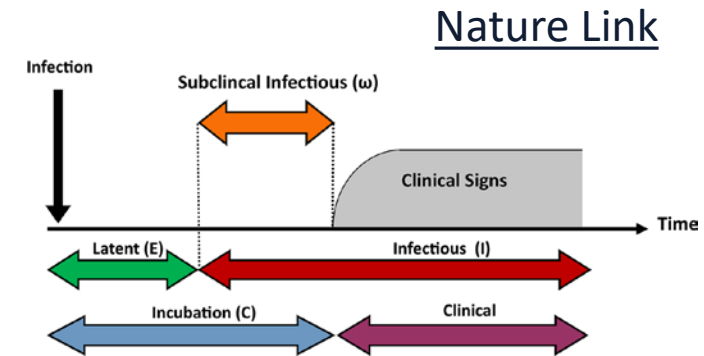 Nature Link
Infection
Subclincal Infectious (ω)
Clinical Signs
Time
Latent (E)
Infectious (I)
Incubation (C)
Clinical